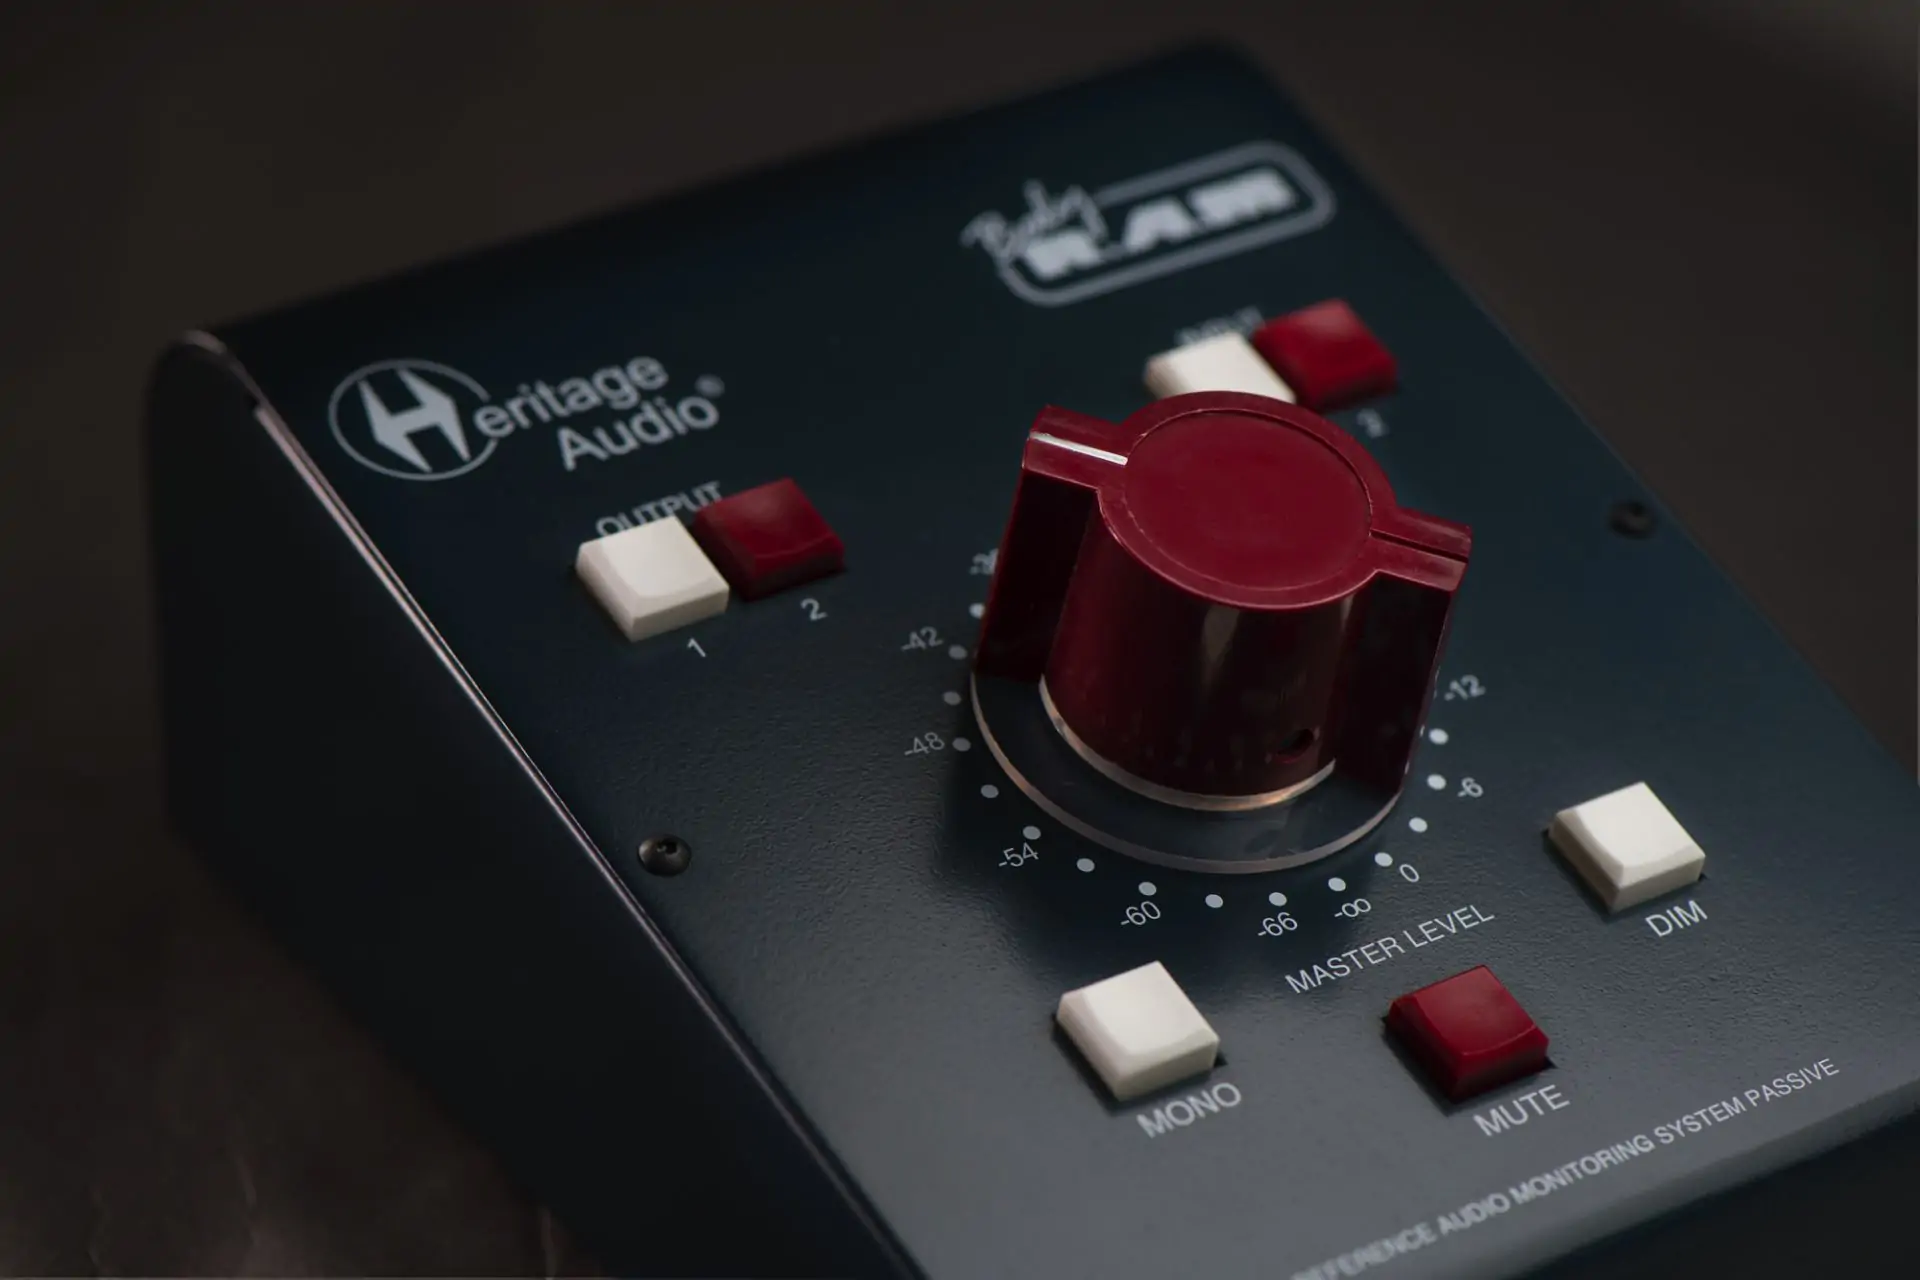 Baby
R.A.M
Heritage
Audio®
INPUT
2
OUTPUT
1
2
-42
-48
-54
-60
-66
-∞
0
-6
-12
MASTER LEVEL
DIM
MONO
MUTE
REFERENCE AUDIO MONITORING SYSTEM PASSIVE